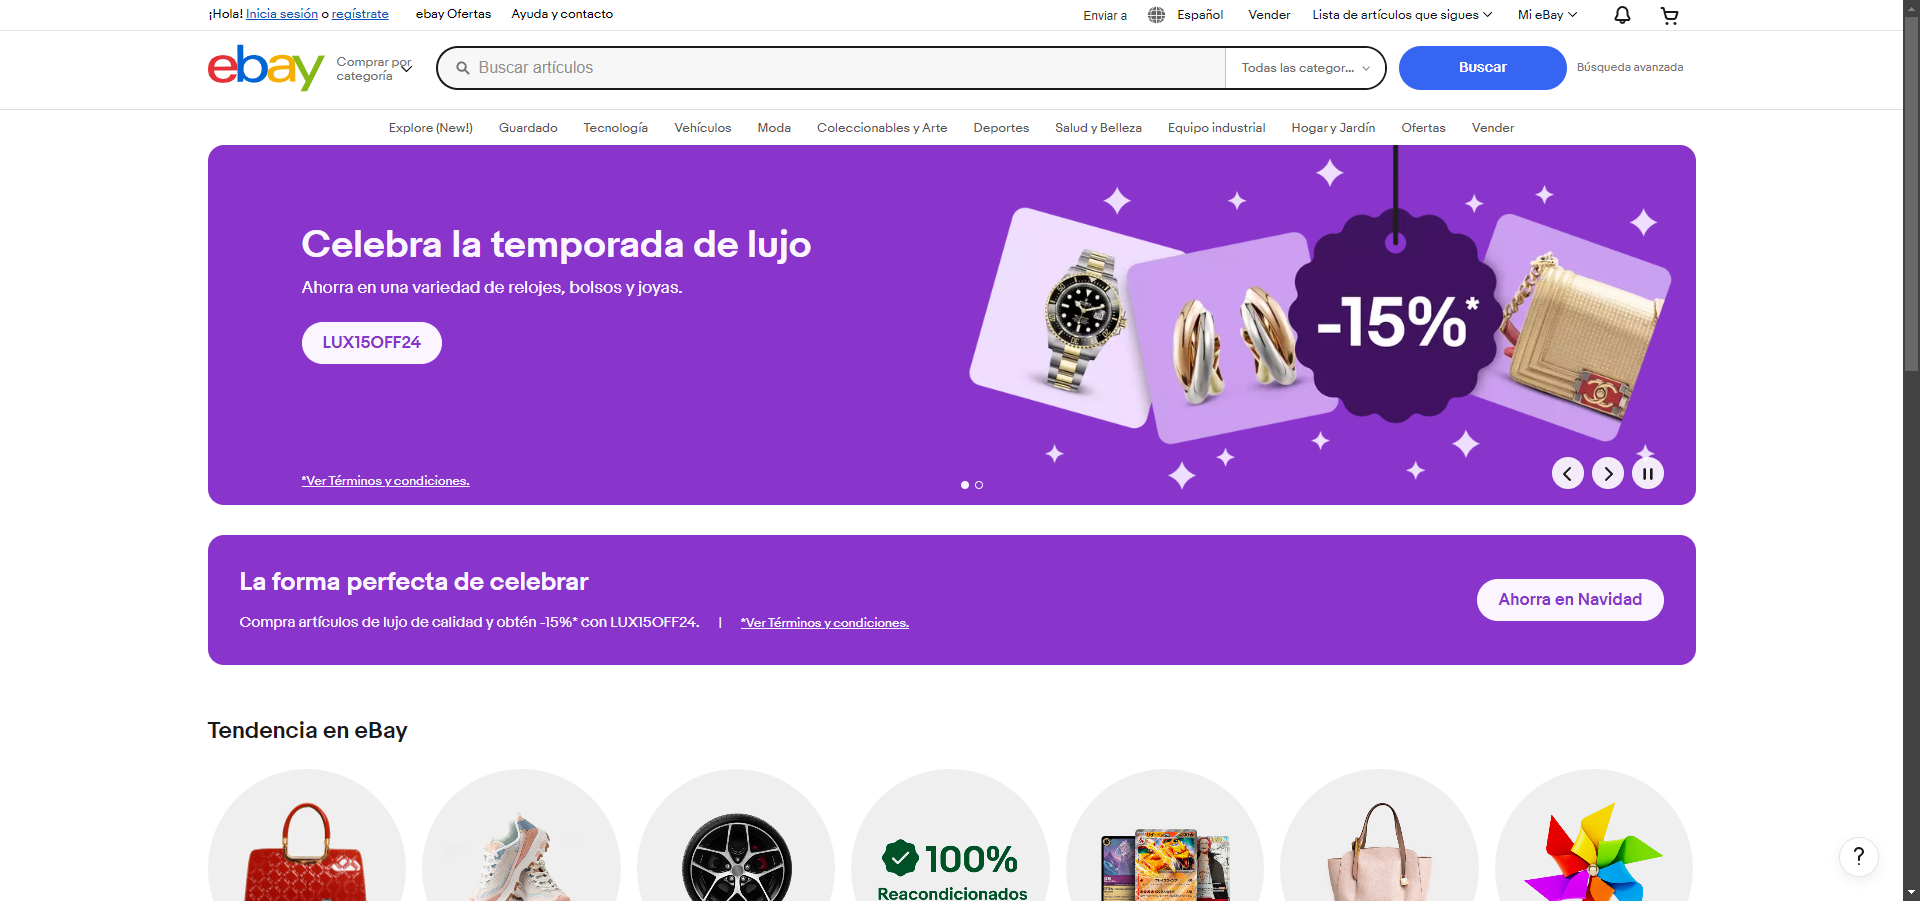 ¡Hola! Inicia sesión o regístrate
ebay Ofertas
Ayuda y contacto
Enviar a
Español
Vender
Lista de artículos que sigues
Mi eBay
ebay
Comprar por
categoría
Buscar artículos
Todas las categor...
Buscar
Búsqueda avanzada
Explore (New!)
Guardado
Tecnología
Vehículos
Moda
Coleccionables y Arte
Deportes
Salud y Belleza
Equipo industrial
Hogar y Jardín
Ofertas
Vender
Celebra la temporada de lujo
Ahorra en una variedad de relojes, bolsos y joyas.
LUX15OFF24
-15%*
*Ver Términos y condiciones.
La forma perfecta de celebrar
Compra artículos de lujo de calidad y obtén -15%* con LUX15OFF24. | *Ver Términos y condiciones.
Ahorra en Navidad
Tendencia en eBay
100%
Reacondicionados
?